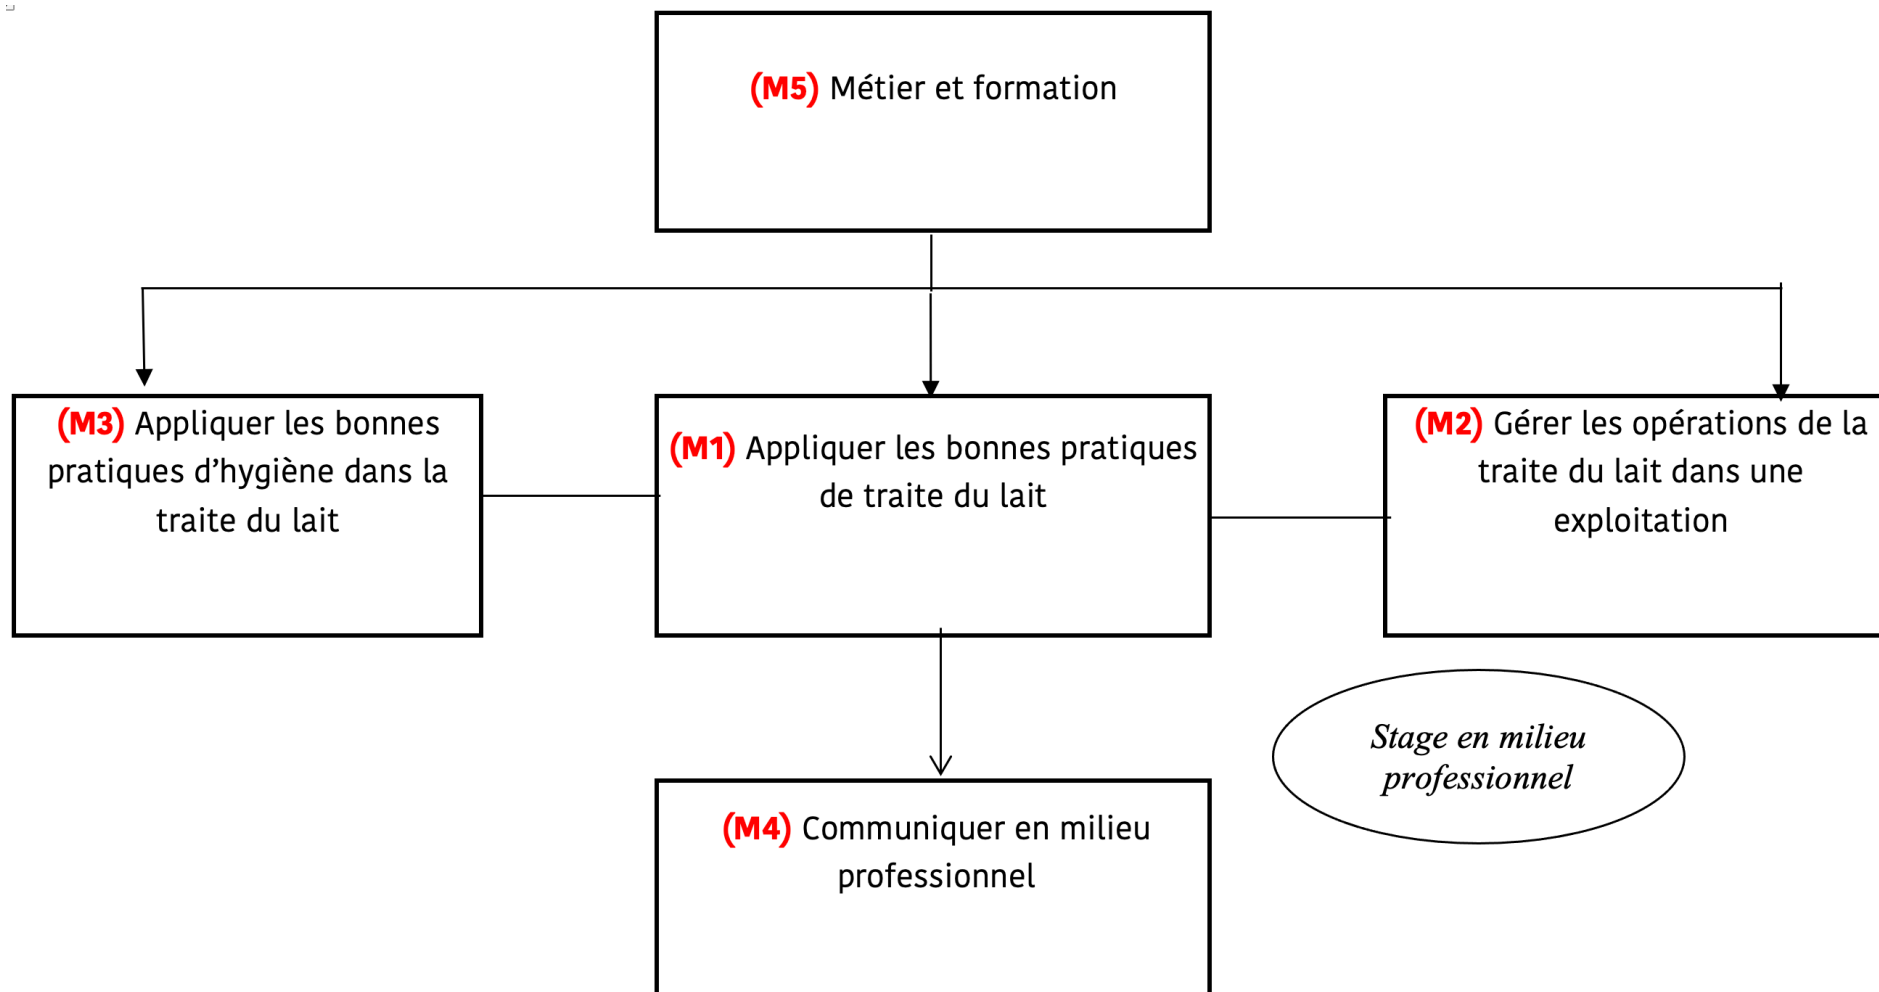 (M5) Métier et formation
(M3) Appliquer les bonnes
pratiques d’hygiène dans la
traite du lait
(M1) Appliquer les bonnes pratiques
de traite du lait
(M2) Gérer les opérations de la
traite du lait dans une
exploitation
Stage en milieu
professionnel
(M4) Communiquer en milieu
professionnel